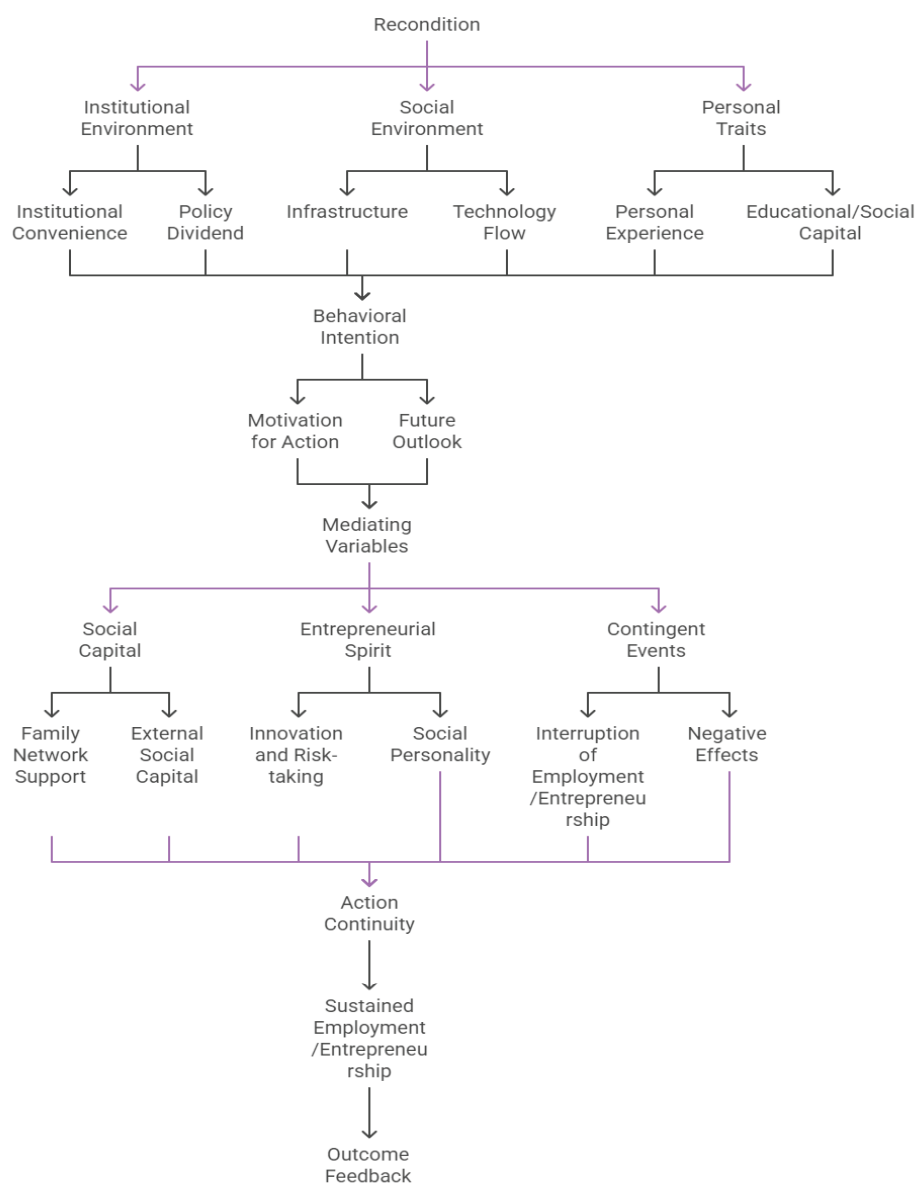 Recondition
Institutional
Environment
Social
Environment
Personal
Traits
Institutional
Convenience
Policy
Dividend
Infrastructure
Technology
Flow
Personal
Experience
Educational/Social
Capital
Behavioral
Intention
Motivation
for Action
Future
Outlook
Mediating
Variables
Social
Capital
Entrepreneurial
Spirit
Contingent
Events
Family
Network
Support
External
Social
Capital
Innovation
and Risk-
taking
Social
Personality
Interruption
of
Employment
/Entrepreneu
rship
Negative
Effects
Action
Continuity
Sustained
Employment
/Entrepreneu
rship
Outcome
Feedback